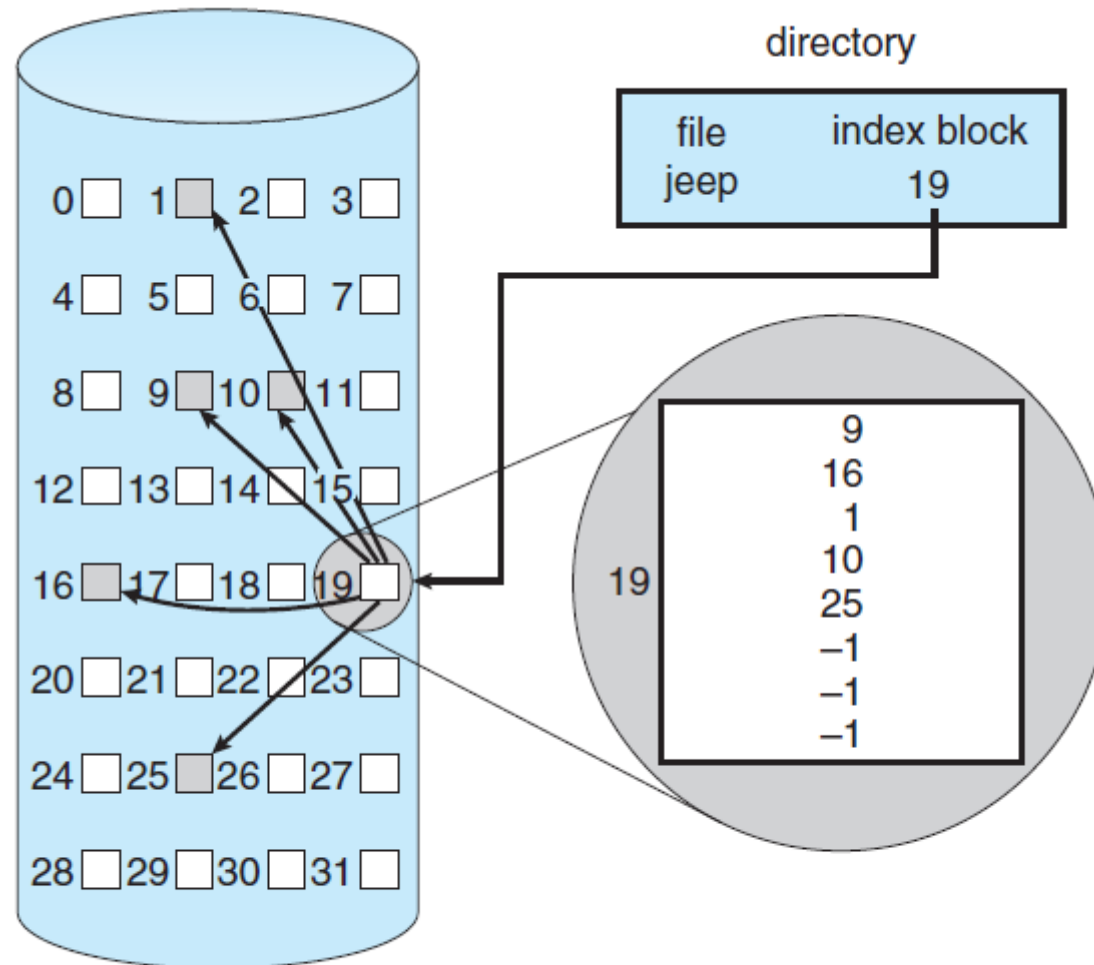 directory
file index block
jeep 19
0 1 2 3
4 5 6 7
8 9 10 11
12 13 14 15
16 17 18 19
20 21 22 23
24 25 26 27
28 29 30 31
19
9
16
1
10
25
–1
–1
–1